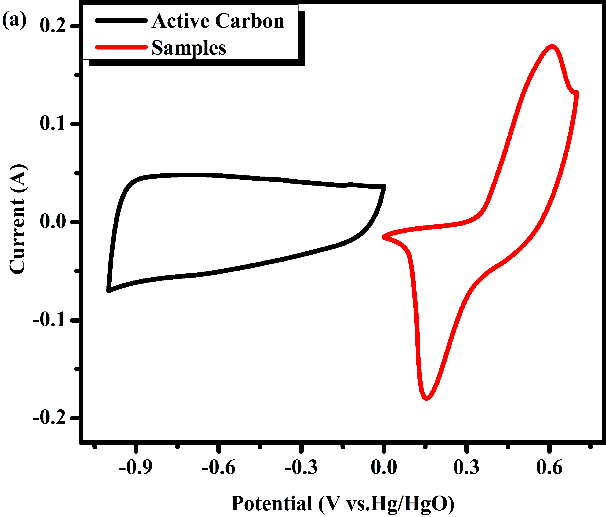 (a)
Active Carbon
Samples
0.2
0.1
0.0
-0.1
-0.2
Current (A)
-0.9
-0.6
-0.3
0.0
0.3
0.6
Potential (V vs.Hg/HgO)